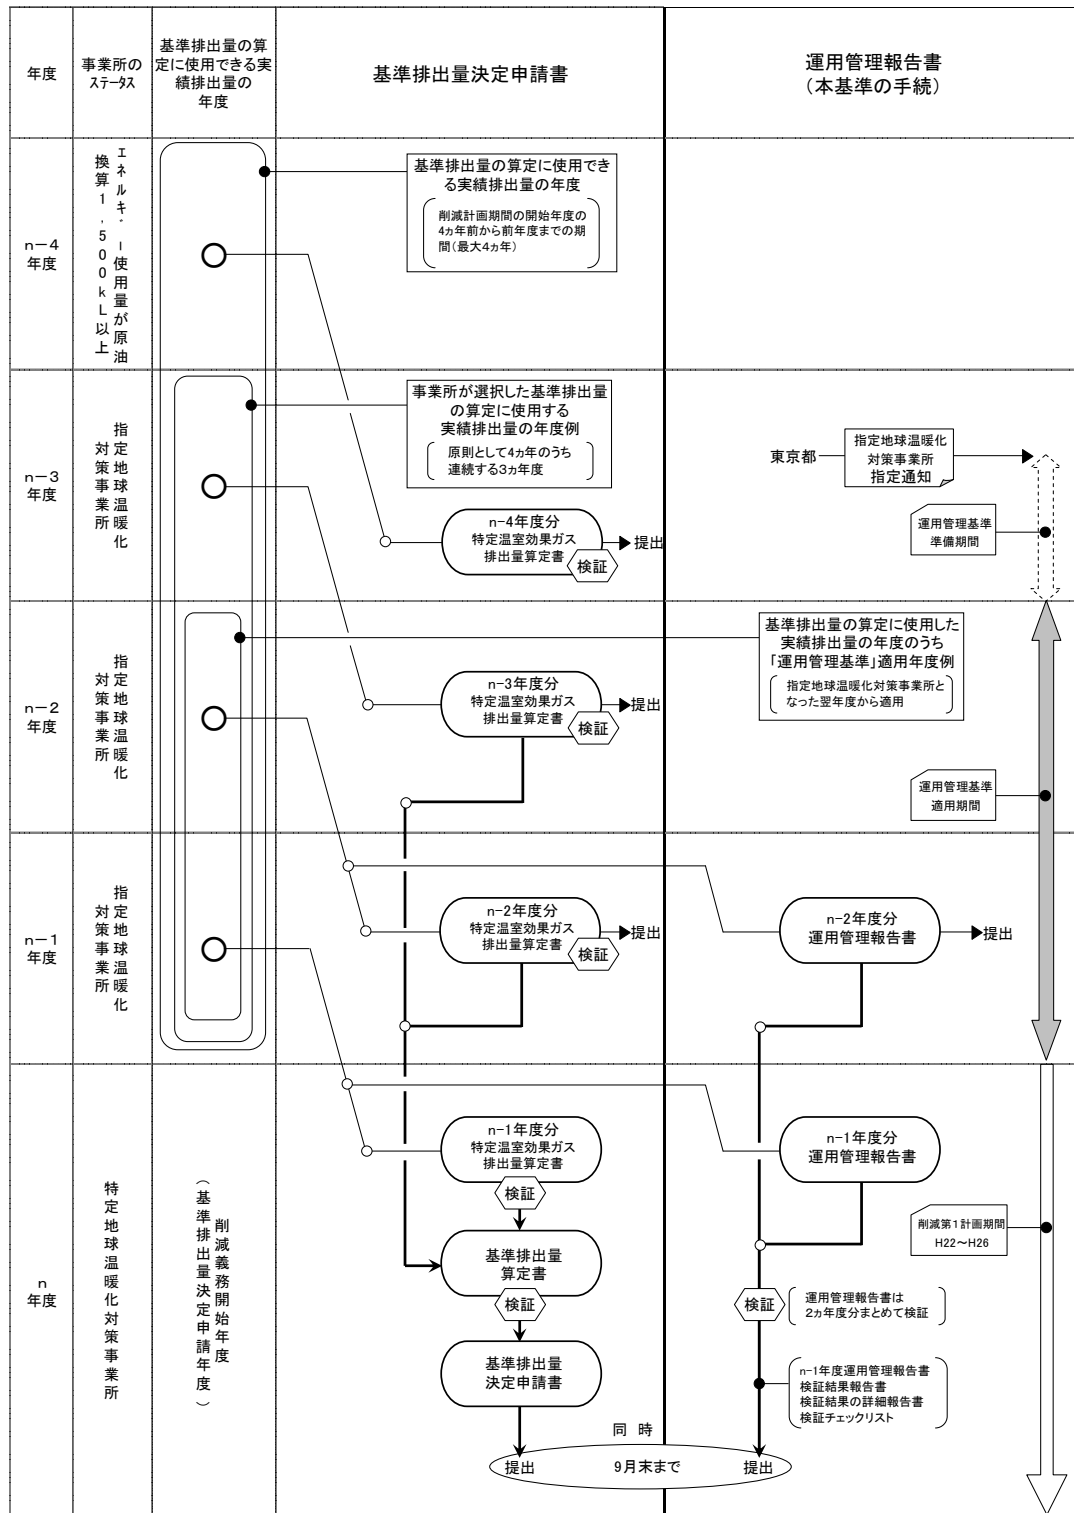 年度
事業所の
ステータス
基準排出量の算
定に使用できる実
績排出量の
年度
基準排出量決定申請書
運用管理報告書
（本基準の手続）
n－4
年度
エネルギー使用量が原油
換算1,500kL以上
基準排出量の算定に使用でき
る実績排出量の年度
削減計画期間の開始年度の
4ヵ年前から前年度までの期
間（最大4ヵ年）
n－3
年度
指定地球温暖化
対策事業所
事業所が選択した基準排出量
の算定に使用する
実績排出量の年度例
原則として4ヵ年のうち
連続する3ヵ年度
n-4年度分
特定温室効果ガス
排出量算定書
検証
提出
東京都
指定地球温暖化
対策事業所
指定通知
運用管理基準
準備期間
n－2
年度
指定地球温暖化
対策事業所
基準排出量の算定に使用した
実績排出量の年度のうち
「運用管理基準」適用年度例
指定地球温暖化対策事業所と
なった翌年度から適用
n-3年度分
特定温室効果ガス
排出量算定書
検証
提出
運用管理基準
適用期間
n－1
年度
指定地球温暖化
対策事業所
n-2年度分
特定温室効果ガス
排出量算定書
検証
提出
n-2年度分
運用管理報告書
提出
n
年度
特定地球温暖化対策事業所
削減義務開始年度
（基準排出量決定申請年度）
n-1年度分
特定温室効果ガス
排出量算定書
検証
基準排出量
算定書
検証
基準排出量
決定申請書
n-1年度分
運用管理報告書
削減第1計画期間
H22～H26
検証
運用管理報告書は
2ヵ年度分まとめて検証
n-1年度運用管理報告書
検証結果報告書
検証結果の詳細報告書
検証チェックリスト
同 時
提出
9月末まで
提出